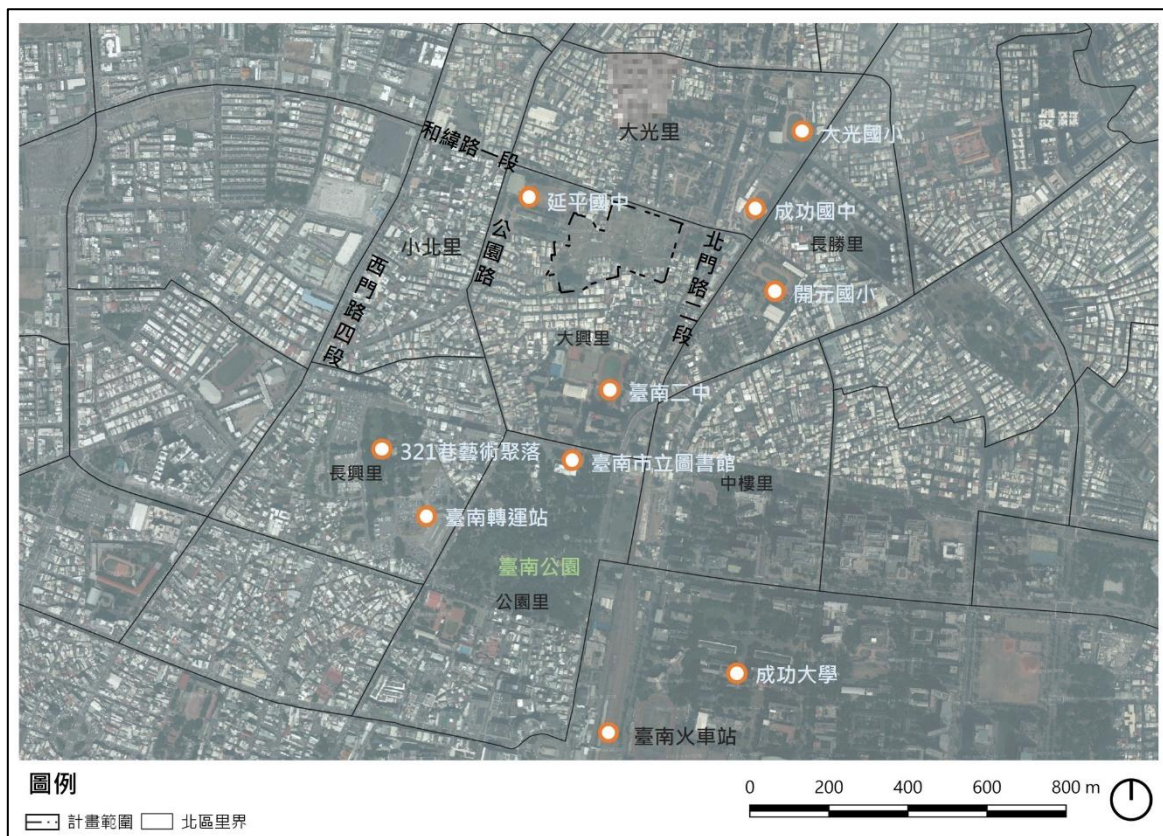 大光里
大光國小
和緯路一段
延平國中
成功國中
公園路
小北里
北門路二段
長勝里
西門路四段
開元國小
大興里
臺南二中
321巷藝術聚落
臺南市立圖書館
長興里
中樓里
臺南轉運站
臺南公園
公園里
成功大學
臺南火車站
圖例
計畫範圍
北區里界
0 200 400 600 800 m